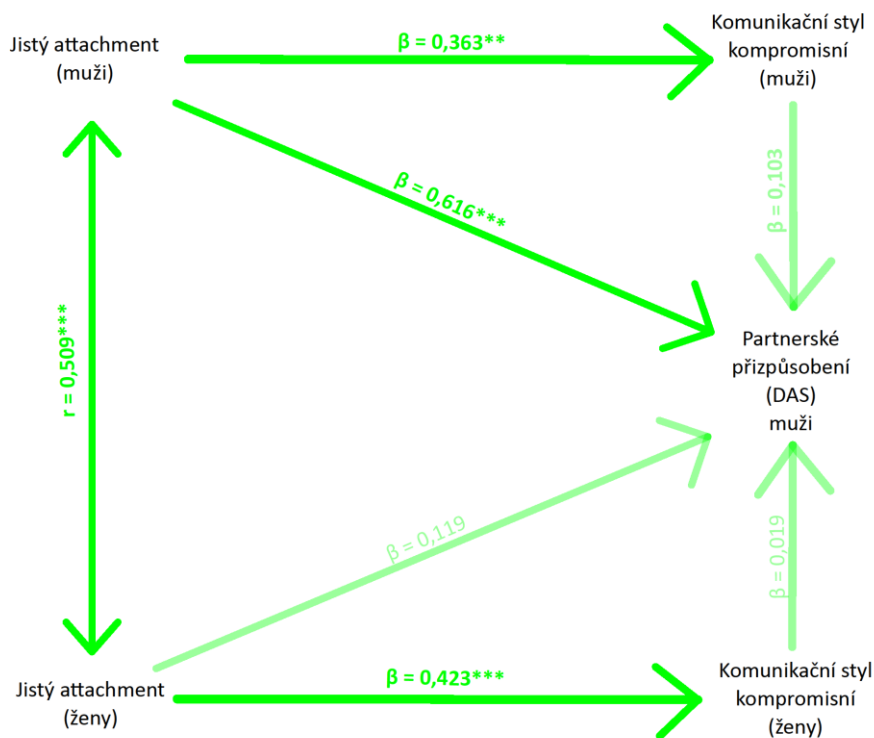 Jistý attachment
(muži)
β = 0,363**
Komunikační styl
kompromisní
(muži)
β = 0,616***
β = 0,103
r = 0,509***
Partnerské
přizpůsobení
(DAS)
muži
β = 0,119
β = 0,019
Jistý attachment
(ženy)
β = 0,423***
Komunikační styl
kompromisní
(ženy)